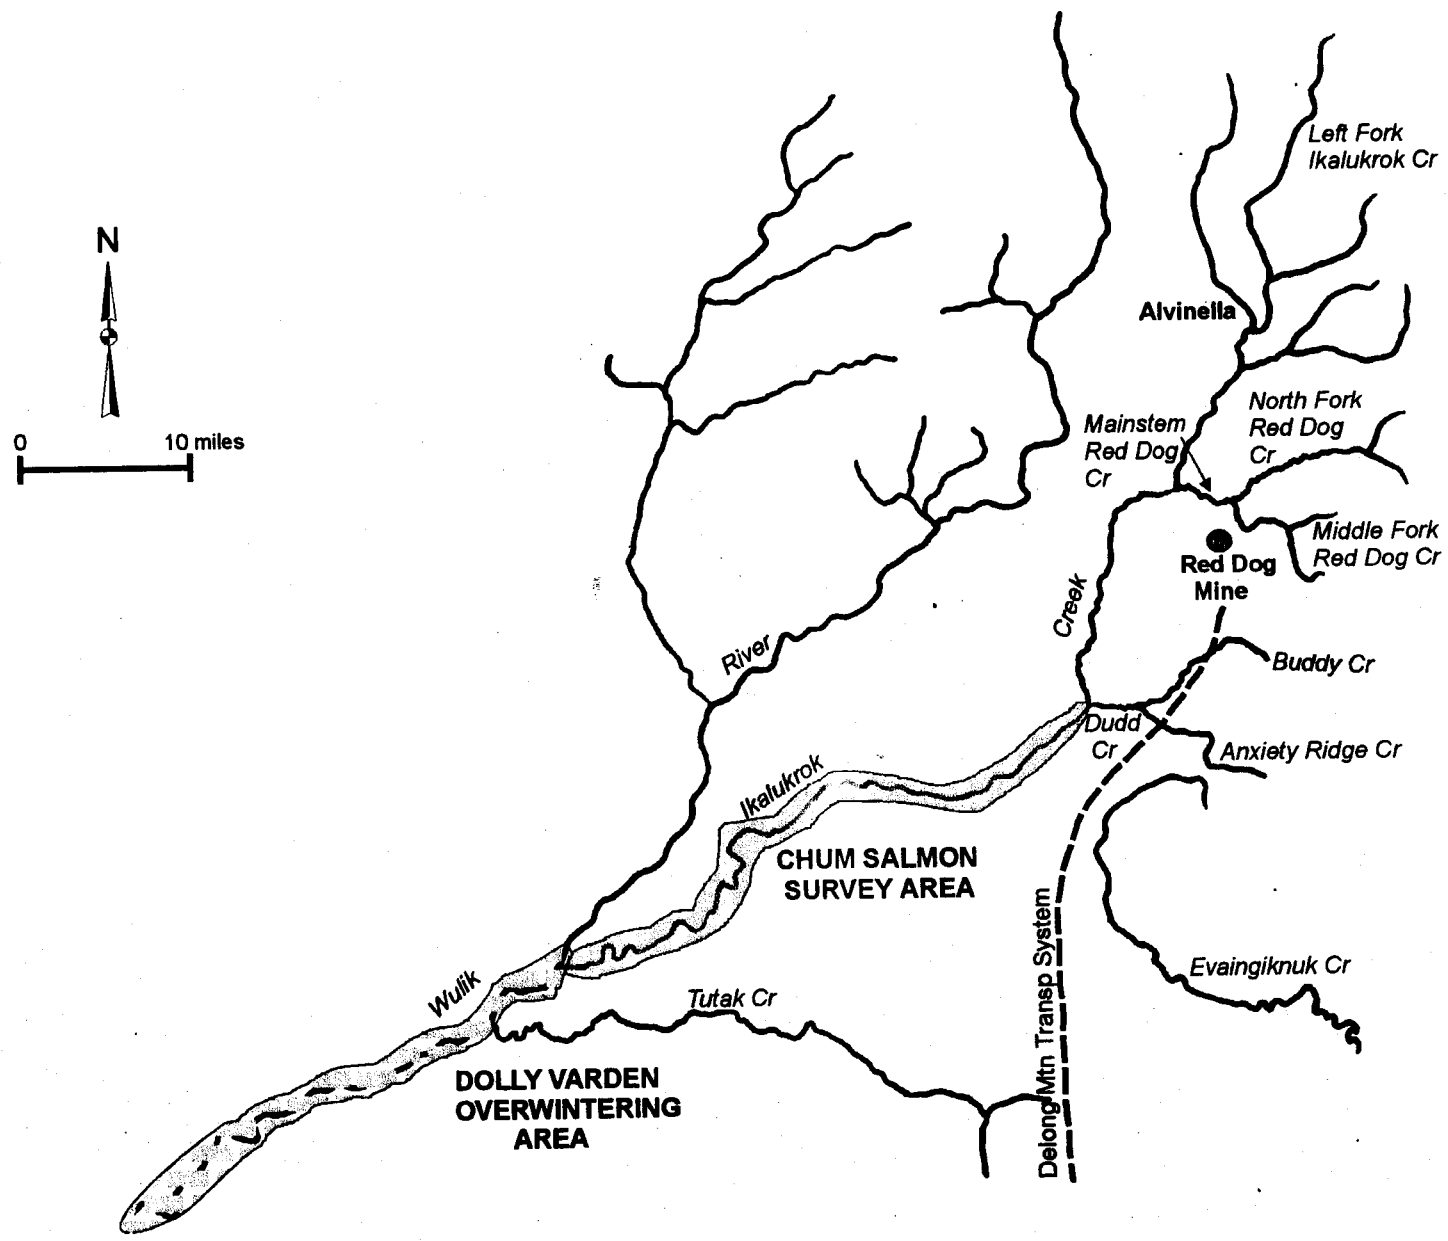 Left Fork
Ikalukrok Cr
N
Alvinella
0 10 miles
North Fork
Red Dog
Cr
Mainstem
Red Dog
Cr
Middle Fork
Red Dog Cr
Red Dog
Mine
Creek
River
Buddy Cr
Dudd
Cr
Anxiety Ridge Cr
Ikalukrok
CHUM SALMON
SURVEY AREA
Delong Mtn Transp System
Evaingiknuk Cr
Wulik
Tutak Cr
DOLLY VARDEN
OVERWINTERING
AREA